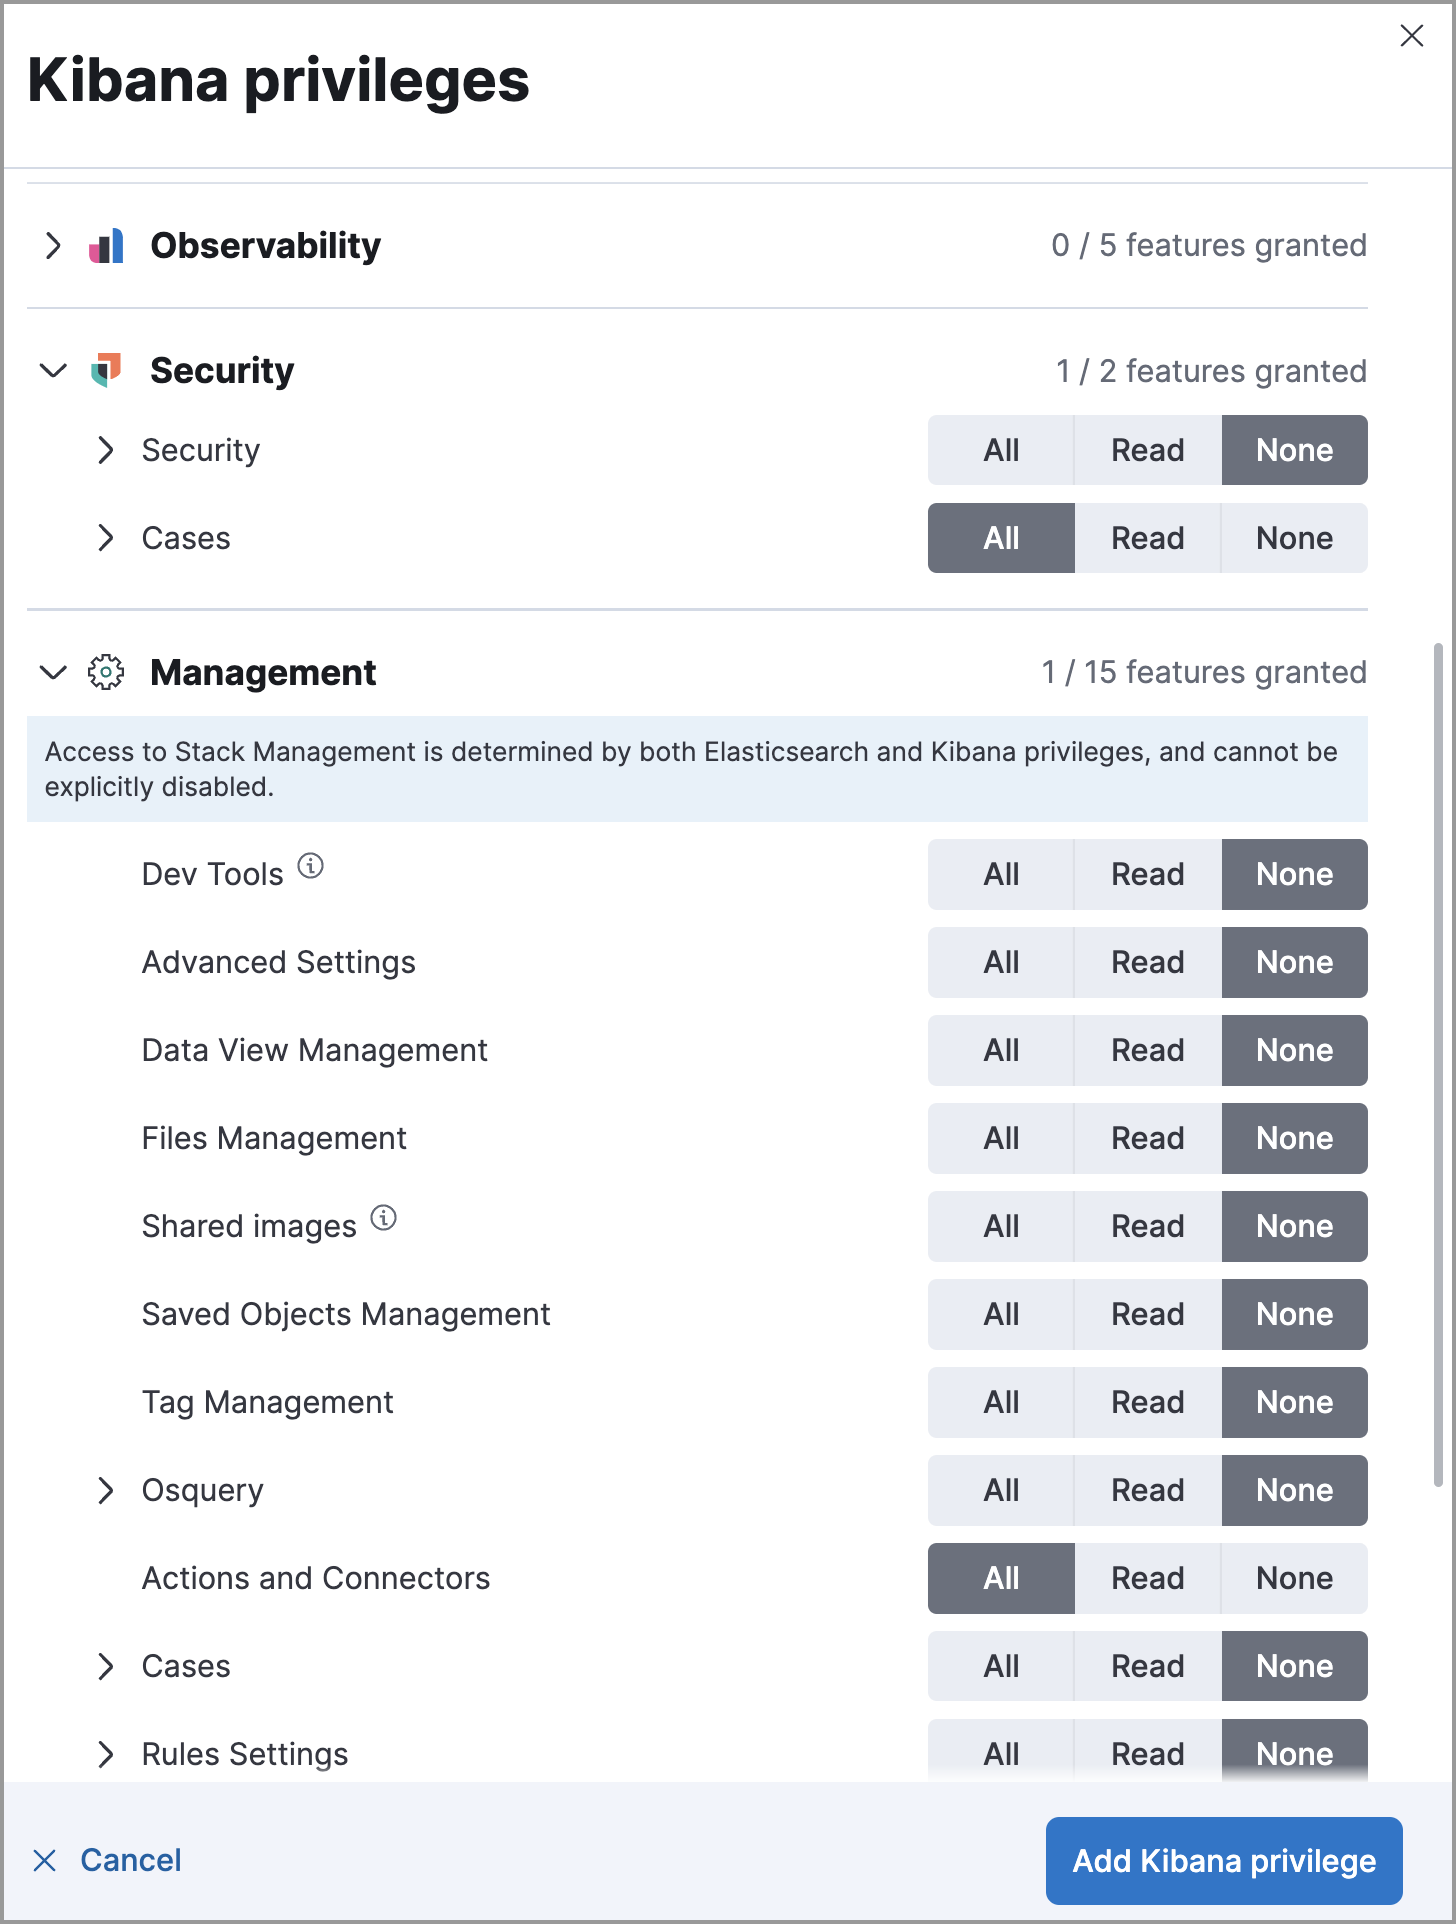 Kibana privileges
Observability 0 / 5 features granted
Security 1 / 2 features granted
Security All Read None
Cases All Read None
Management 1 / 15 features granted
Access to Stack Management is determined by both Elasticsearch and Kibana privileges, and cannot be
explicitly disabled.
Dev Tools All Read None
Advanced Settings All Read None
Data View Management All Read None
Files Management All Read None
Shared images All Read None
Saved Objects Management All Read None
Tag Management All Read None
Osquery All Read None
Actions and Connectors All Read None
Cases All Read None
Rules Settings All Read None
Cancel Add Kibana privilege